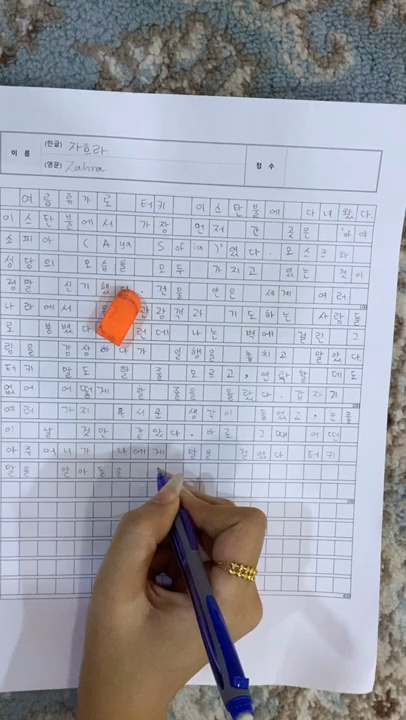 이 름 (한글) 자흐라 점 수
(영문) Zahra
여름 휴가로 터키 이스탄불에 다녀왔다.
이스탄불에서 가장 먼저 간 곳은 '아야
소피아 (Aya Sofia)'였다. 모스크와
성당의 모습을 모두 가지고 있는 것이
정말 신기했 건물 안은 세계 여러
나라에서 관광객과 기도하는 사람들
로 붐볐다 런데 나는 벽에 걸린 그
림을 감상하다가 일행을 놓치고 말았다.
터키 말도 할 줄 모르고, 연락할 데도
없어 어떻게 할 줄을 몰랐다. 갑자기
여러 가지 무서운 생각이 들었고, 눈물
이 날 것만 같았다. 바로 그때 어떤
아주머니가 나에게 말을 걸었다 터키
말을 알아들을